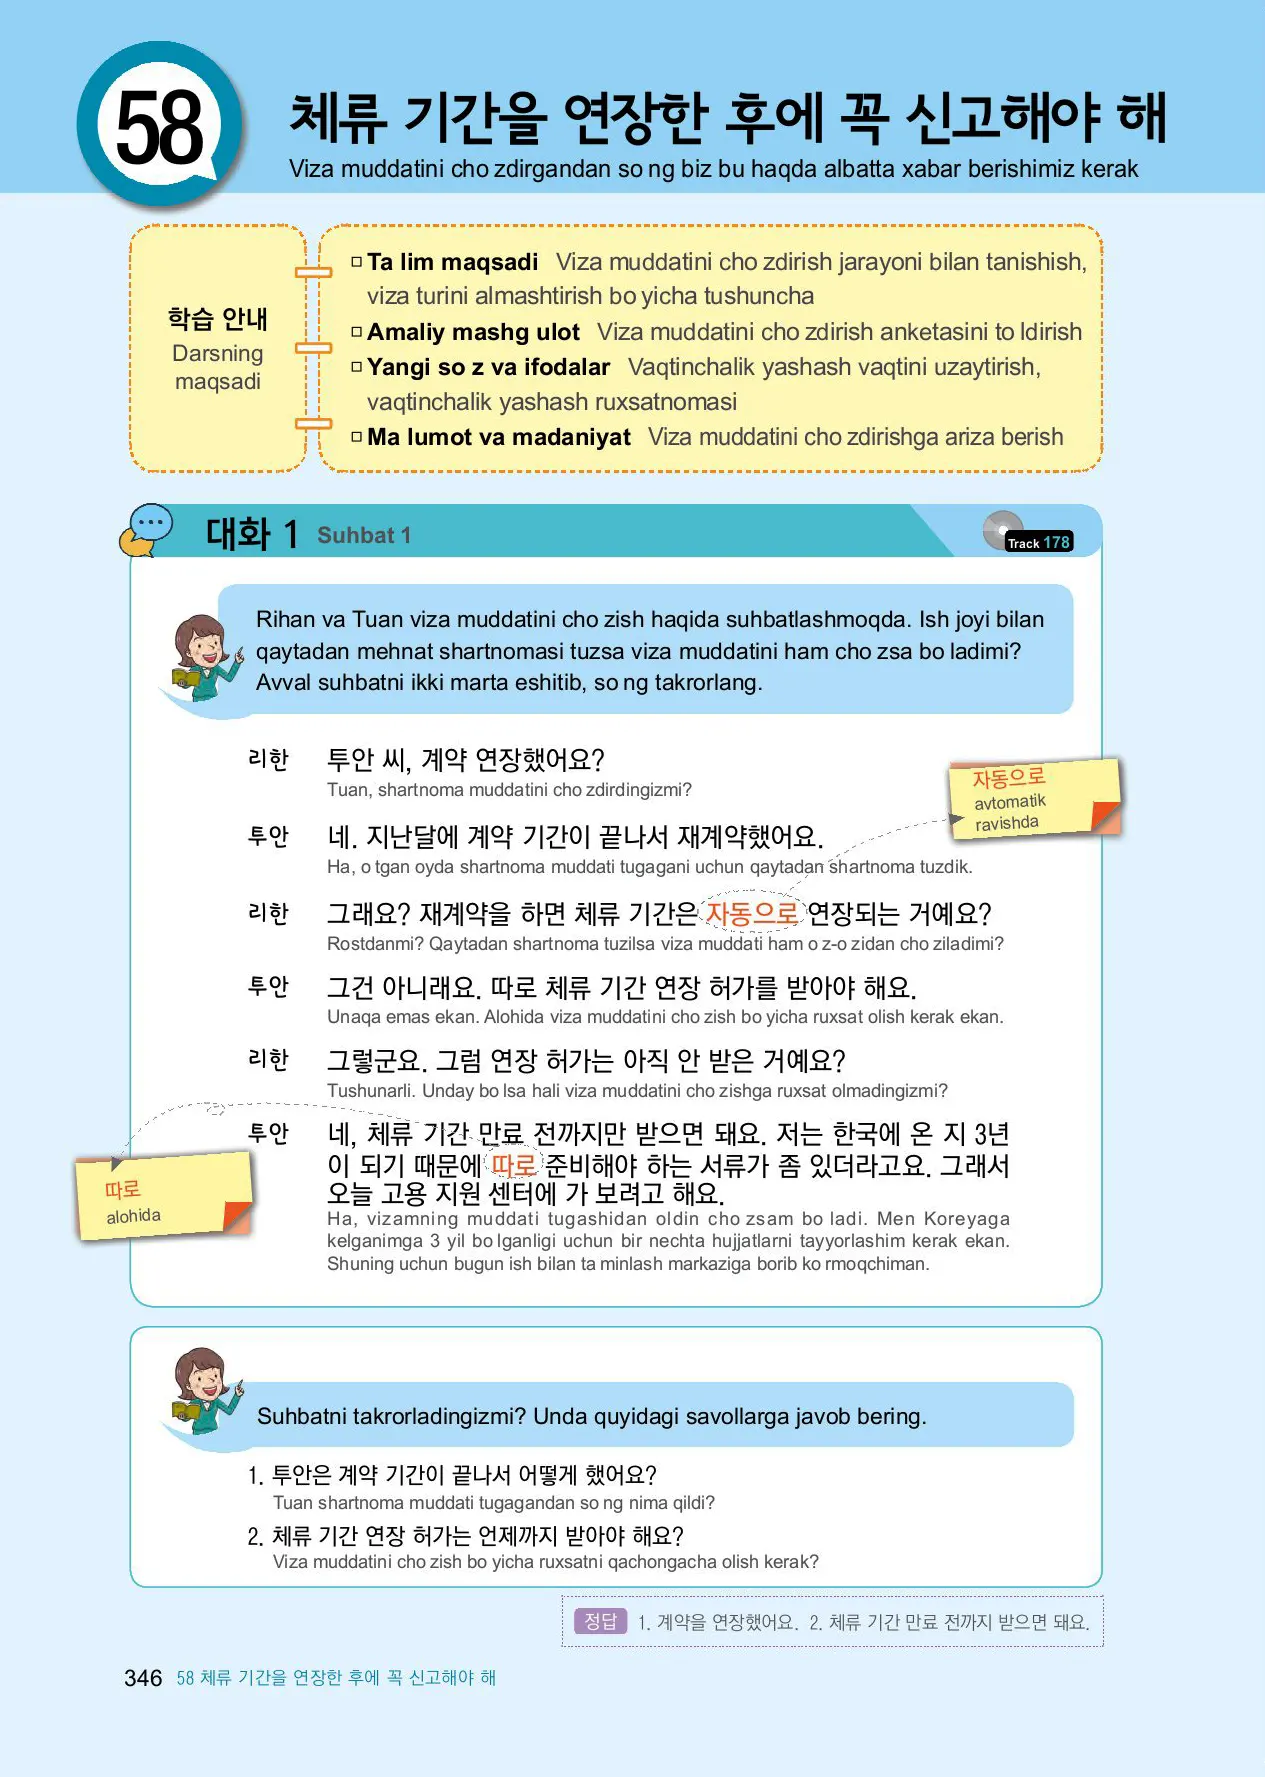 58
체류 기간을 연장한 후에 꼭 신고해야 해
Viza muddatini cho zdirgandan so ng biz bu haqda albatta xabar berishimiz kerak
학습 안내
Darsning
maqsadi
□ Ta lim maqsadi Viza muddatini cho zdirish jarayoni bilan tanishish,
viza turini almashtirish bo yicha tushuncha
□ Amaliy mashg ulot Viza muddatini cho zdirish anketasini to ldirish
□ Yangi so z va ifodalar Vaqtinchalik yashash vaqtini uzaytirish,
vaqtinchalik yashash ruxsatnomasi
□ Ma lumot va madaniyat Viza muddatini cho zdirishga ariza berish
대화 1 Suhbat 1
Track 178
Rihan va Tuan viza muddatini cho zish haqida suhbatlashmoqda. Ish joyi bilan
qaytadan mehnat shartnomasi tuzsa viza muddatini ham cho zsa bo ladimi?
Avval suhbatni ikki marta eshitib, so ng takrorlang.
리한 투안 씨, 계약 연장했어요?
Tuan, shartnoma muddatini cho zdirdingizmi?
자동으로
avtomatik
ravishda
투안 네. 지난달에 계약 기간이 끝나서 재계약했어요.
Ha, o tgan oyda shartnoma muddati tugagani uchun qaytadan shartnoma tuzdik.
리한 그래요? 재계약을 하면 체류 기간은 자동으로 연장되는 거예요?
Rostdanmi? Qaytadan shartnoma tuzilsa viza muddati ham o z-o zidan cho ziladimi?
투안 그건 아니래요. 따로 체류 기간 연장 허가를 받아야 해요.
Unaqa emas ekan. Alohida viza muddatini cho zish bo yicha ruxsat olish kerak ekan.
리한 그렇군요. 그럼 연장 허가는 아직 안 받은 거예요?
Tushunarli. Unday bo lsa hali viza muddatini cho zishga ruxsat olmadingizmi?
투안 네, 체류 기간 만료 전까지만 받으면 돼요. 저는 한국에 온 지 3년
이 되기 때문에 따로 준비해야 하는 서류가 좀 있더라고요. 그래서
오늘 고용 지원 센터에 가 보려고 해요.
Ha, vizamning muddati tugashidan oldin cho zsam bo ladi. Men Koreyaga
kelganimga 3 yil bo lganligi uchun bir nechta hujjatlarni tayyorlashim kerak ekan.
Shuning uchun bugun ish bilan ta minlash markaziga borib ko rmoqchiman.
따로
alohida
Suhbatni takrorladingizmi? Unda quyidagi savollarga javob bering.
1. 투안은 계약 기간이 끝나서 어떻게 했어요?
Tuan shartnoma muddati tugagandan so ng nima qildi?
2. 체류 기간 연장 허가는 언제까지 받아야 해요?
Viza muddatini cho zish bo yicha ruxsatni qachongacha olish kerak?
정답 1. 계약을 연장했어요. 2. 체류 기간 만료 전까지 받으면 돼요.
346 58 체류 기간을 연장한 후에 꼭 신고해야 해